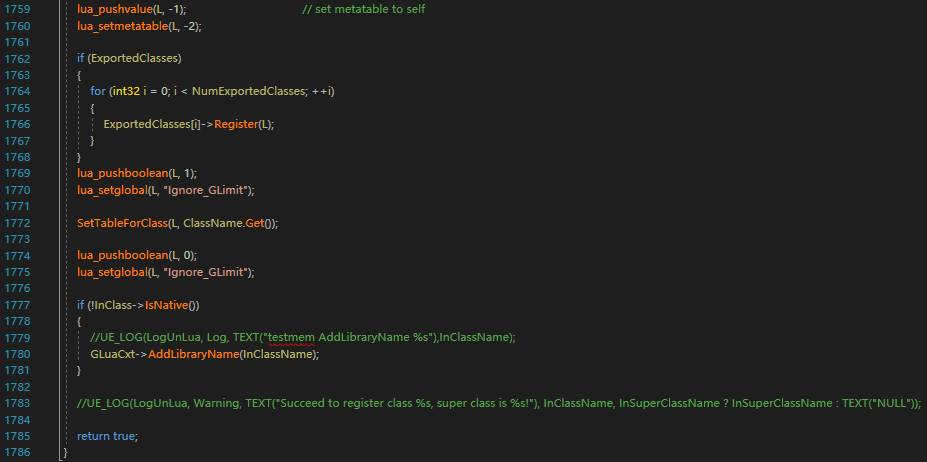 1759 lua_pushvalue(L, -1); // set metatable to self
1760 lua_setmetatable(L, -2);
1761
1762 if (ExportedClasses)
1763 {
1764 for (int32 i = 0; i < NumExportedClasses; ++i)
1765 {
1766 ExportedClasses[i]->Register(L);
1767 }
1768 }
1769 lua_pushboolean(L, 1);
1770 lua_setglobal(L, "Ignore_GLimit");
1771
1772 SetTableForClass(L, ClassName.Get());
1773
1774 lua_pushboolean(L, 0);
1775 lua_setglobal(L, "Ignore_GLimit");
1776
1777 if (!InClass->IsNative())
1778 {
1779 //UE_LOG(LogUnLua, Log, TEXT("testmem AddLibraryName %s"),InClassName);
1780 GLuaCxt->AddLibraryName(InClassName);
1781 }
1782
1783 //UE_LOG(LogUnLua, Warning, TEXT("Succeed to register class %s, super class is %s!"), InClassName, InSuperClassName ? InSuperClassName : TEXT("NULL"));
1784
1785 return true;
1786 }